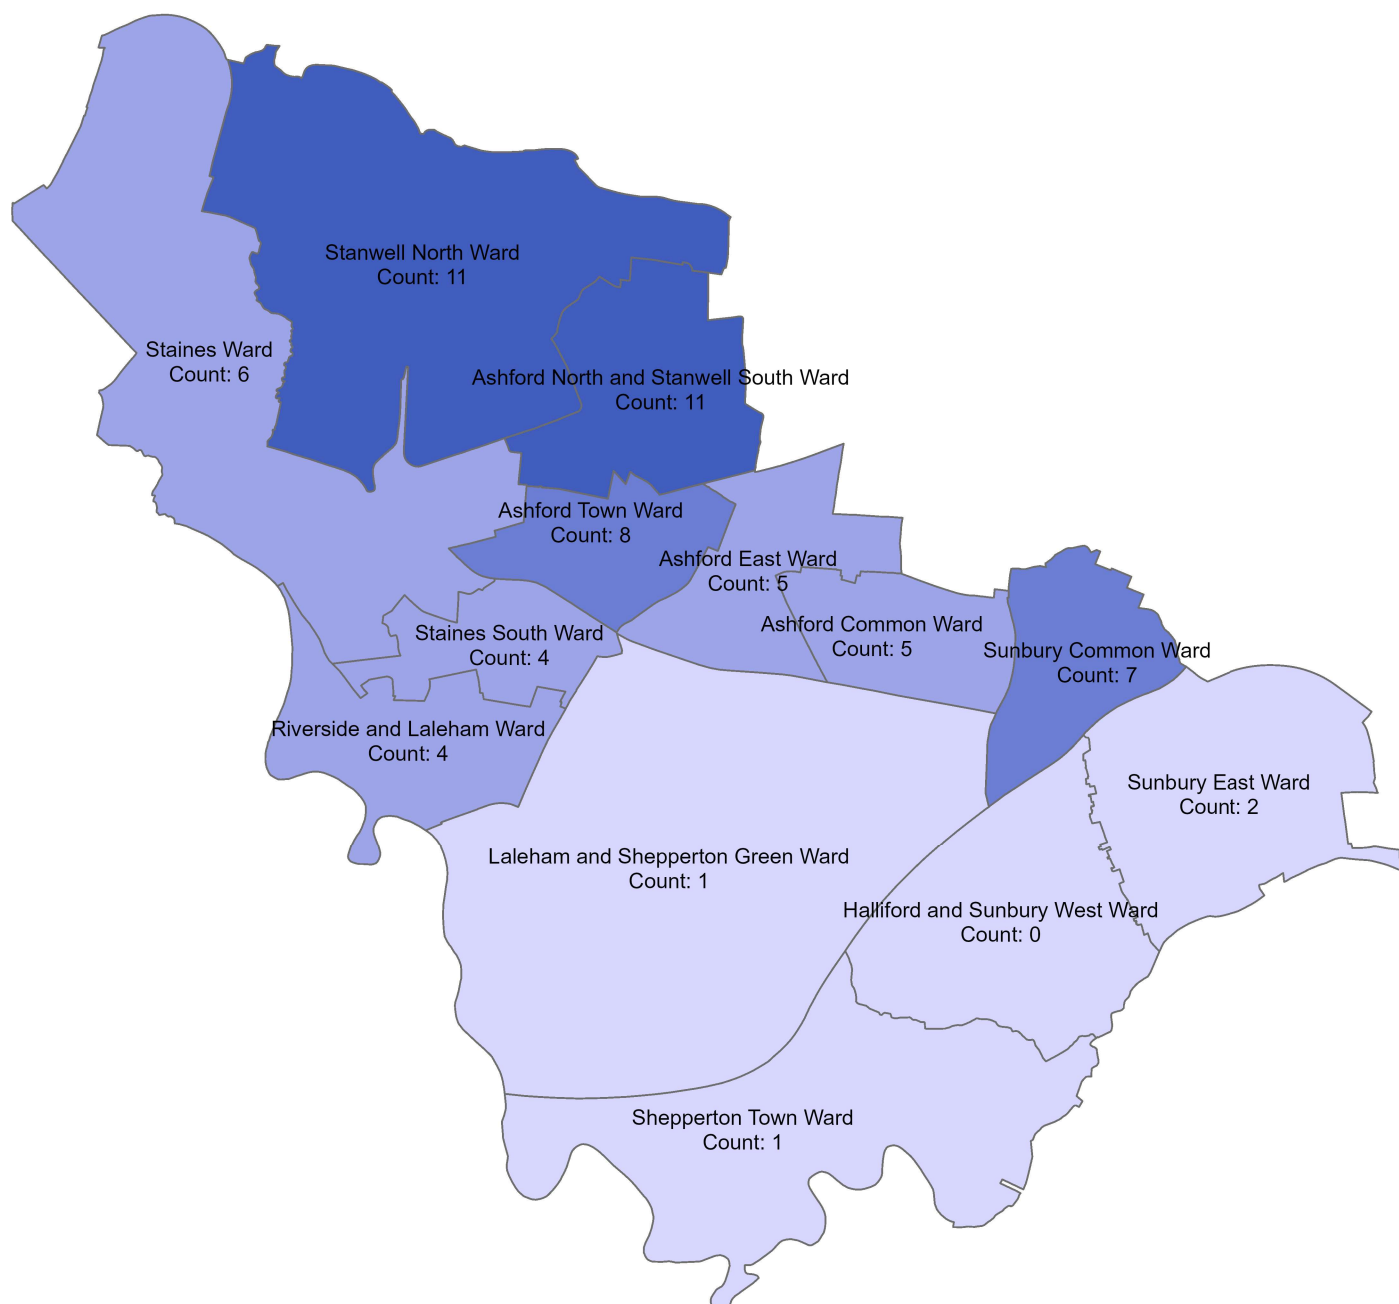 Stanwell North Ward
Count: 11
Staines Ward
Count: 6
Ashford North and Stanwell South Ward
Count: 11
Ashford Town Ward
Count: 8
Ashford East Ward
Count: 5
Ashford Common Ward
Count: 5
Staines South Ward
Count: 4
Sunbury Common Ward
Count: 7
Riverside and Laleham Ward
Count: 4
Sunbury East Ward
Count: 2
Laleham and Shepperton Green Ward
Count: 1
Halliford and Sunbury West Ward
Count: 0
Shepperton Town Ward
Count: 1